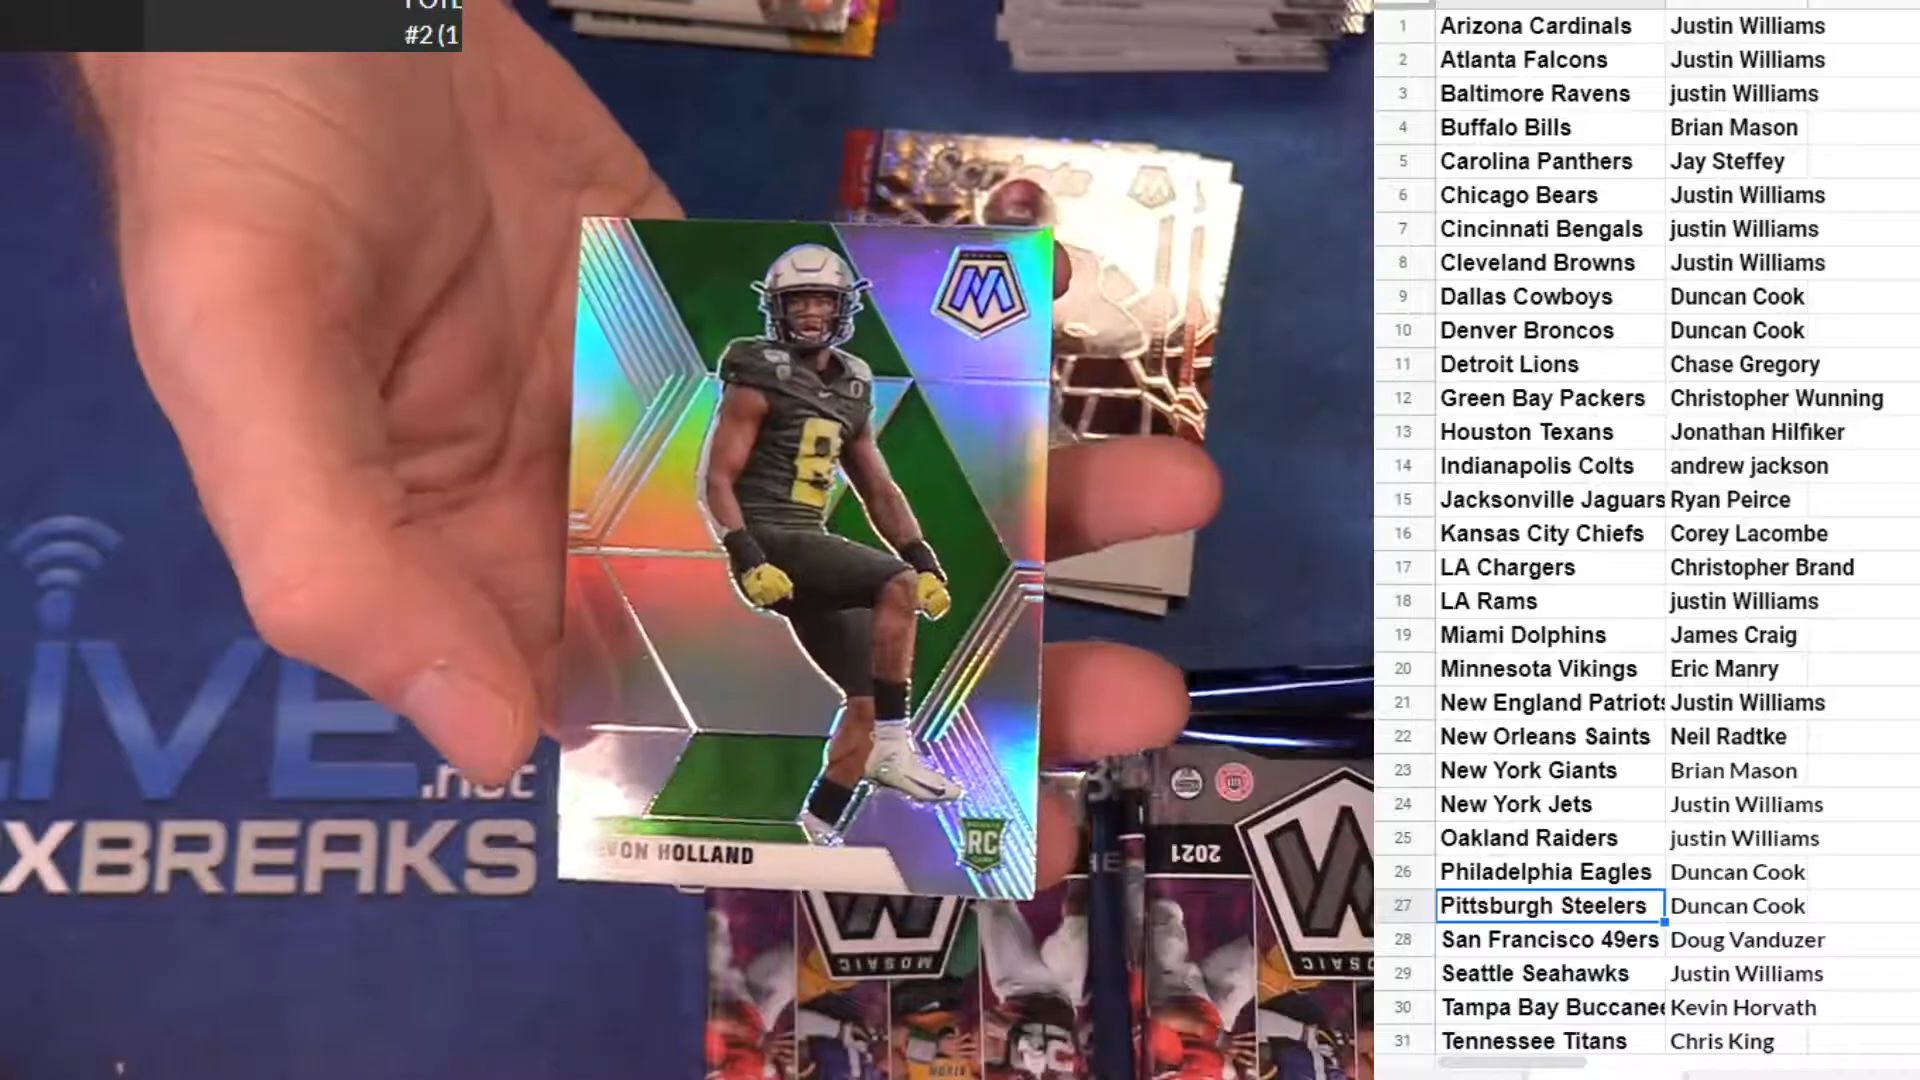 #2 (1
Scripts
LIVE
.net
XBREAKS
VON HOLLAND
RC
2021
MOSAIC
MOSAIC
1 Arizona Cardinals Justin Williams
2 Atlanta Falcons Justin Williams
3 Baltimore Ravens justin Williams
4 Buffalo Bills Brian Mason
5 Carolina Panthers Jay Steffey
6 Chicago Bears Justin Williams
7 Cincinnati Bengals justin Williams
8 Cleveland Browns Justin Williams
9 Dallas Cowboys Duncan Cook
10 Denver Broncos Duncan Cook
11 Detroit Lions Chase Gregory
12 Green Bay Packers Christopher Wunning
13 Houston Texans Jonathan Hilfiker
14 Indianapolis Colts andrew jackson
15 Jacksonville Jaguars Ryan Peirce
16 Kansas City Chiefs Corey Lacombe
17 LA Chargers Christopher Brand
18 LA Rams justin Williams
19 Miami Dolphins James Craig
20 Minnesota Vikings Eric Manry
21 New England Patriots Justin Williams
22 New Orleans Saints Neil Radtke
23 New York Giants Brian Mason
24 New York Jets Justin Williams
25 Oakland Raiders justin Williams
26 Philadelphia Eagles Duncan Cook
27 Pittsburgh Steelers Duncan Cook
28 San Francisco 49ers Doug Vanduzer
29 Seattle Seahawks Justin Williams
30 Tampa Bay Buccanee Kevin Horvath
31 Tennessee Titans Chris King